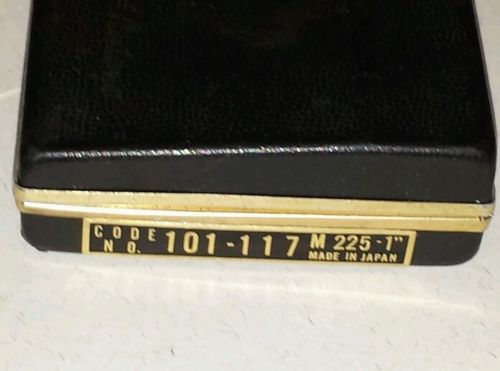 CODE NO. 101-117 M 225-1"
MADE IN JAPAN